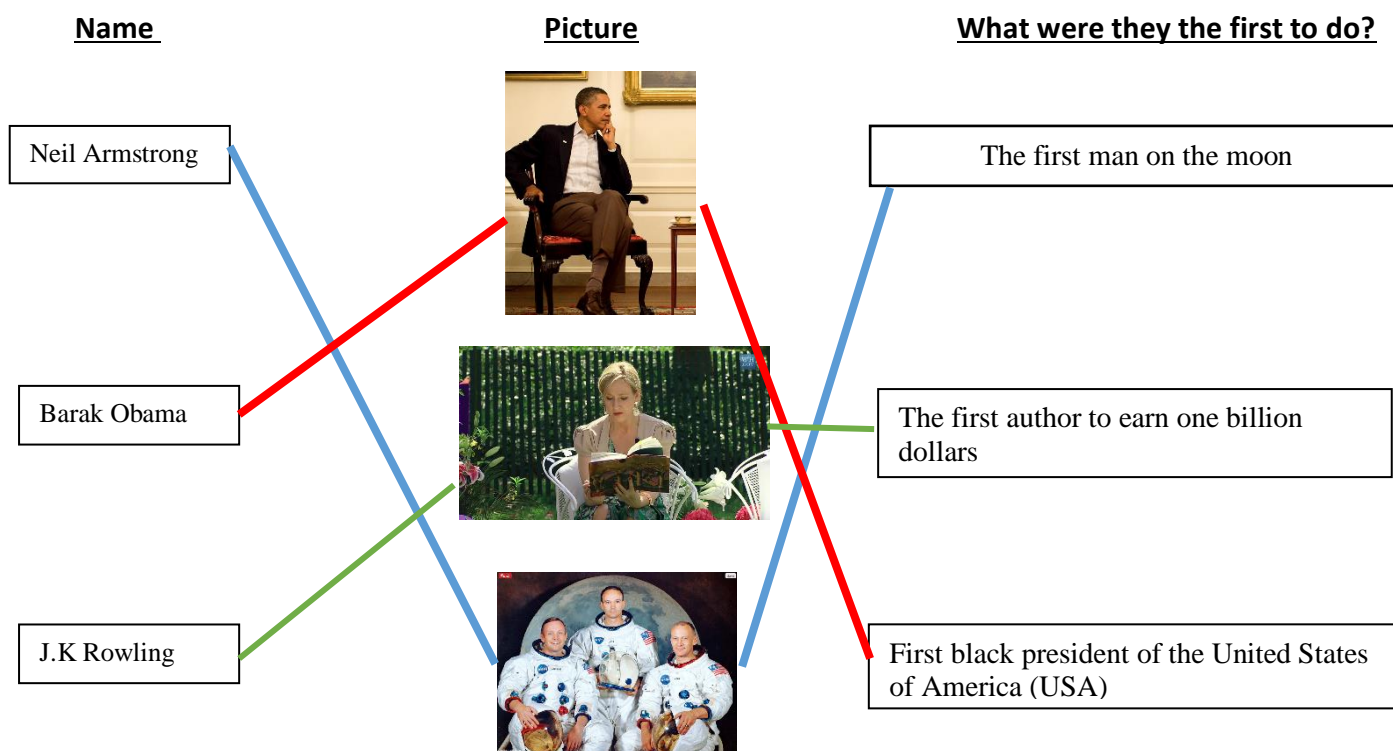 Name
Picture
What were they the first to do?
Neil Armstrong
The first man on the moon
Barak Obama
The first author to earn one billion
dollars
J.K Rowling
First black president of the United States
of America (USA)